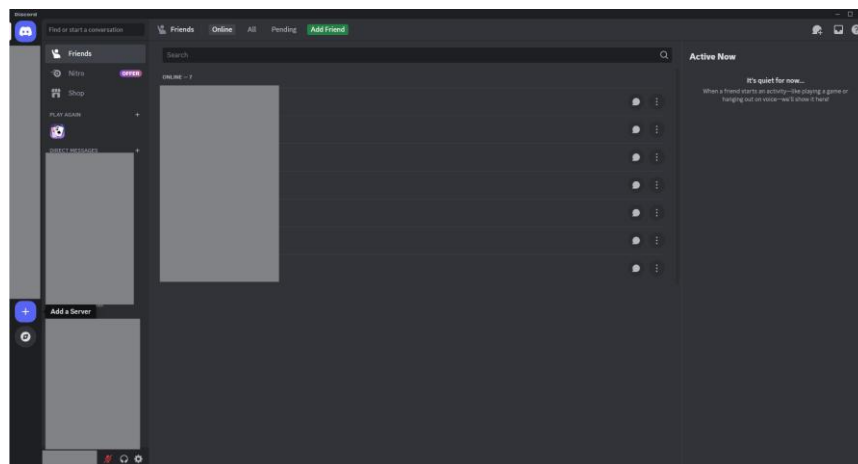 Discord
Find or start a conversation
Friends
Online
All
Pending
Add Friend
Friends
Search
Active Now
Nitro
OFFER
ONLINE — 7
It's quiet for now...
Shop
When a friend starts an activity—like playing a game or
hanging out on voice—we'll show it here!
PLAY AGAIN
DIRECT MESSAGES
Add a Server